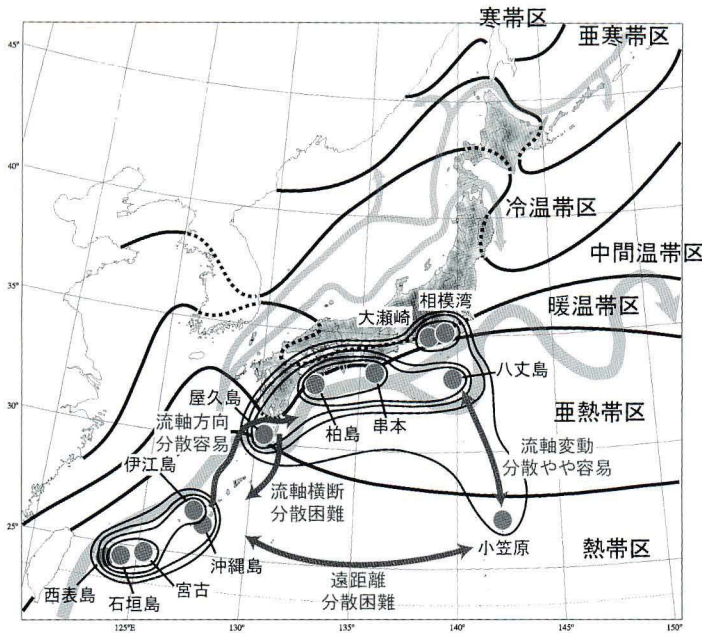 寒帯区
亜寒帯区
45°
40°
35°
30°
25°
冷温帯区
中間温帯区
相模湾
大瀬崎
暖温帯区
八丈島
屋久島
流軸方向
分散容易
柏島
串本
亜熱帯区
流軸変動
分散やや容易
伊江島
流軸横断
分散困難
小笠原
熱帯区
沖縄島
宮古
西表島
石垣島
遠距離
分散困難
125°E
130°
135°
140°
145°
150°